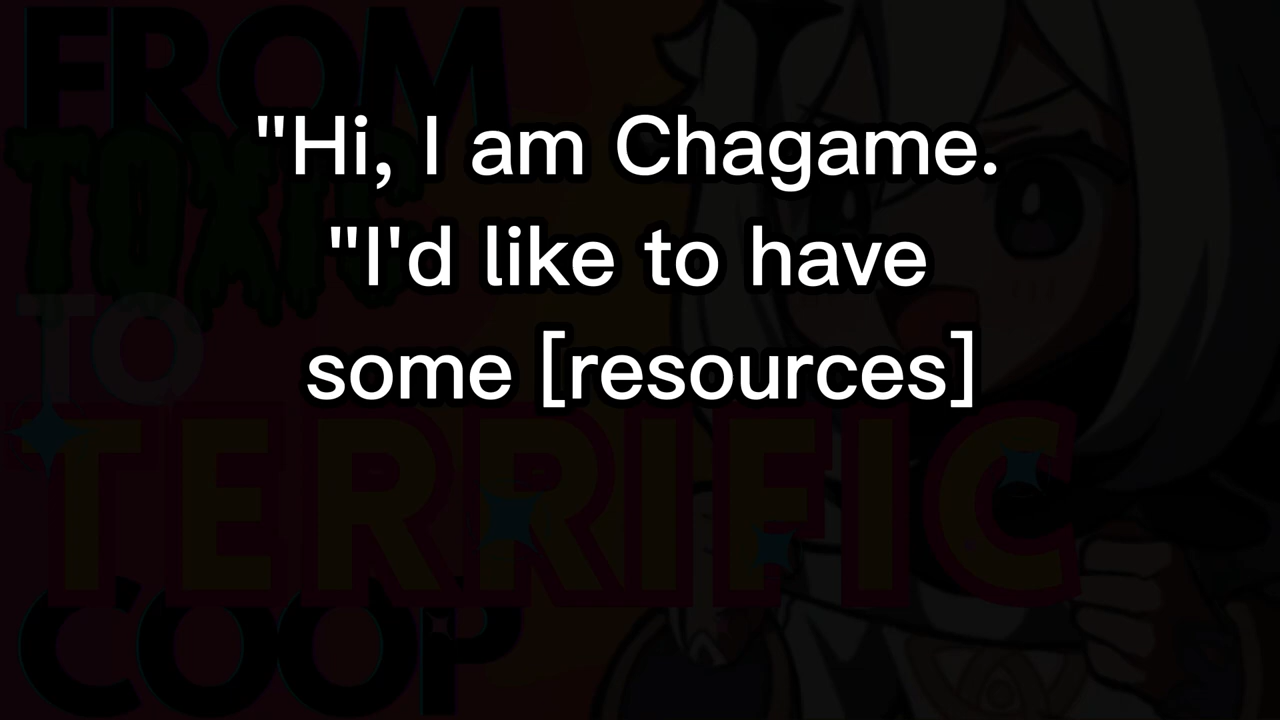 FROM
TOXIC
TO
TERRIFIC
COOP
"Hi, I am Chagame.
"I'd like to have
some [resources]